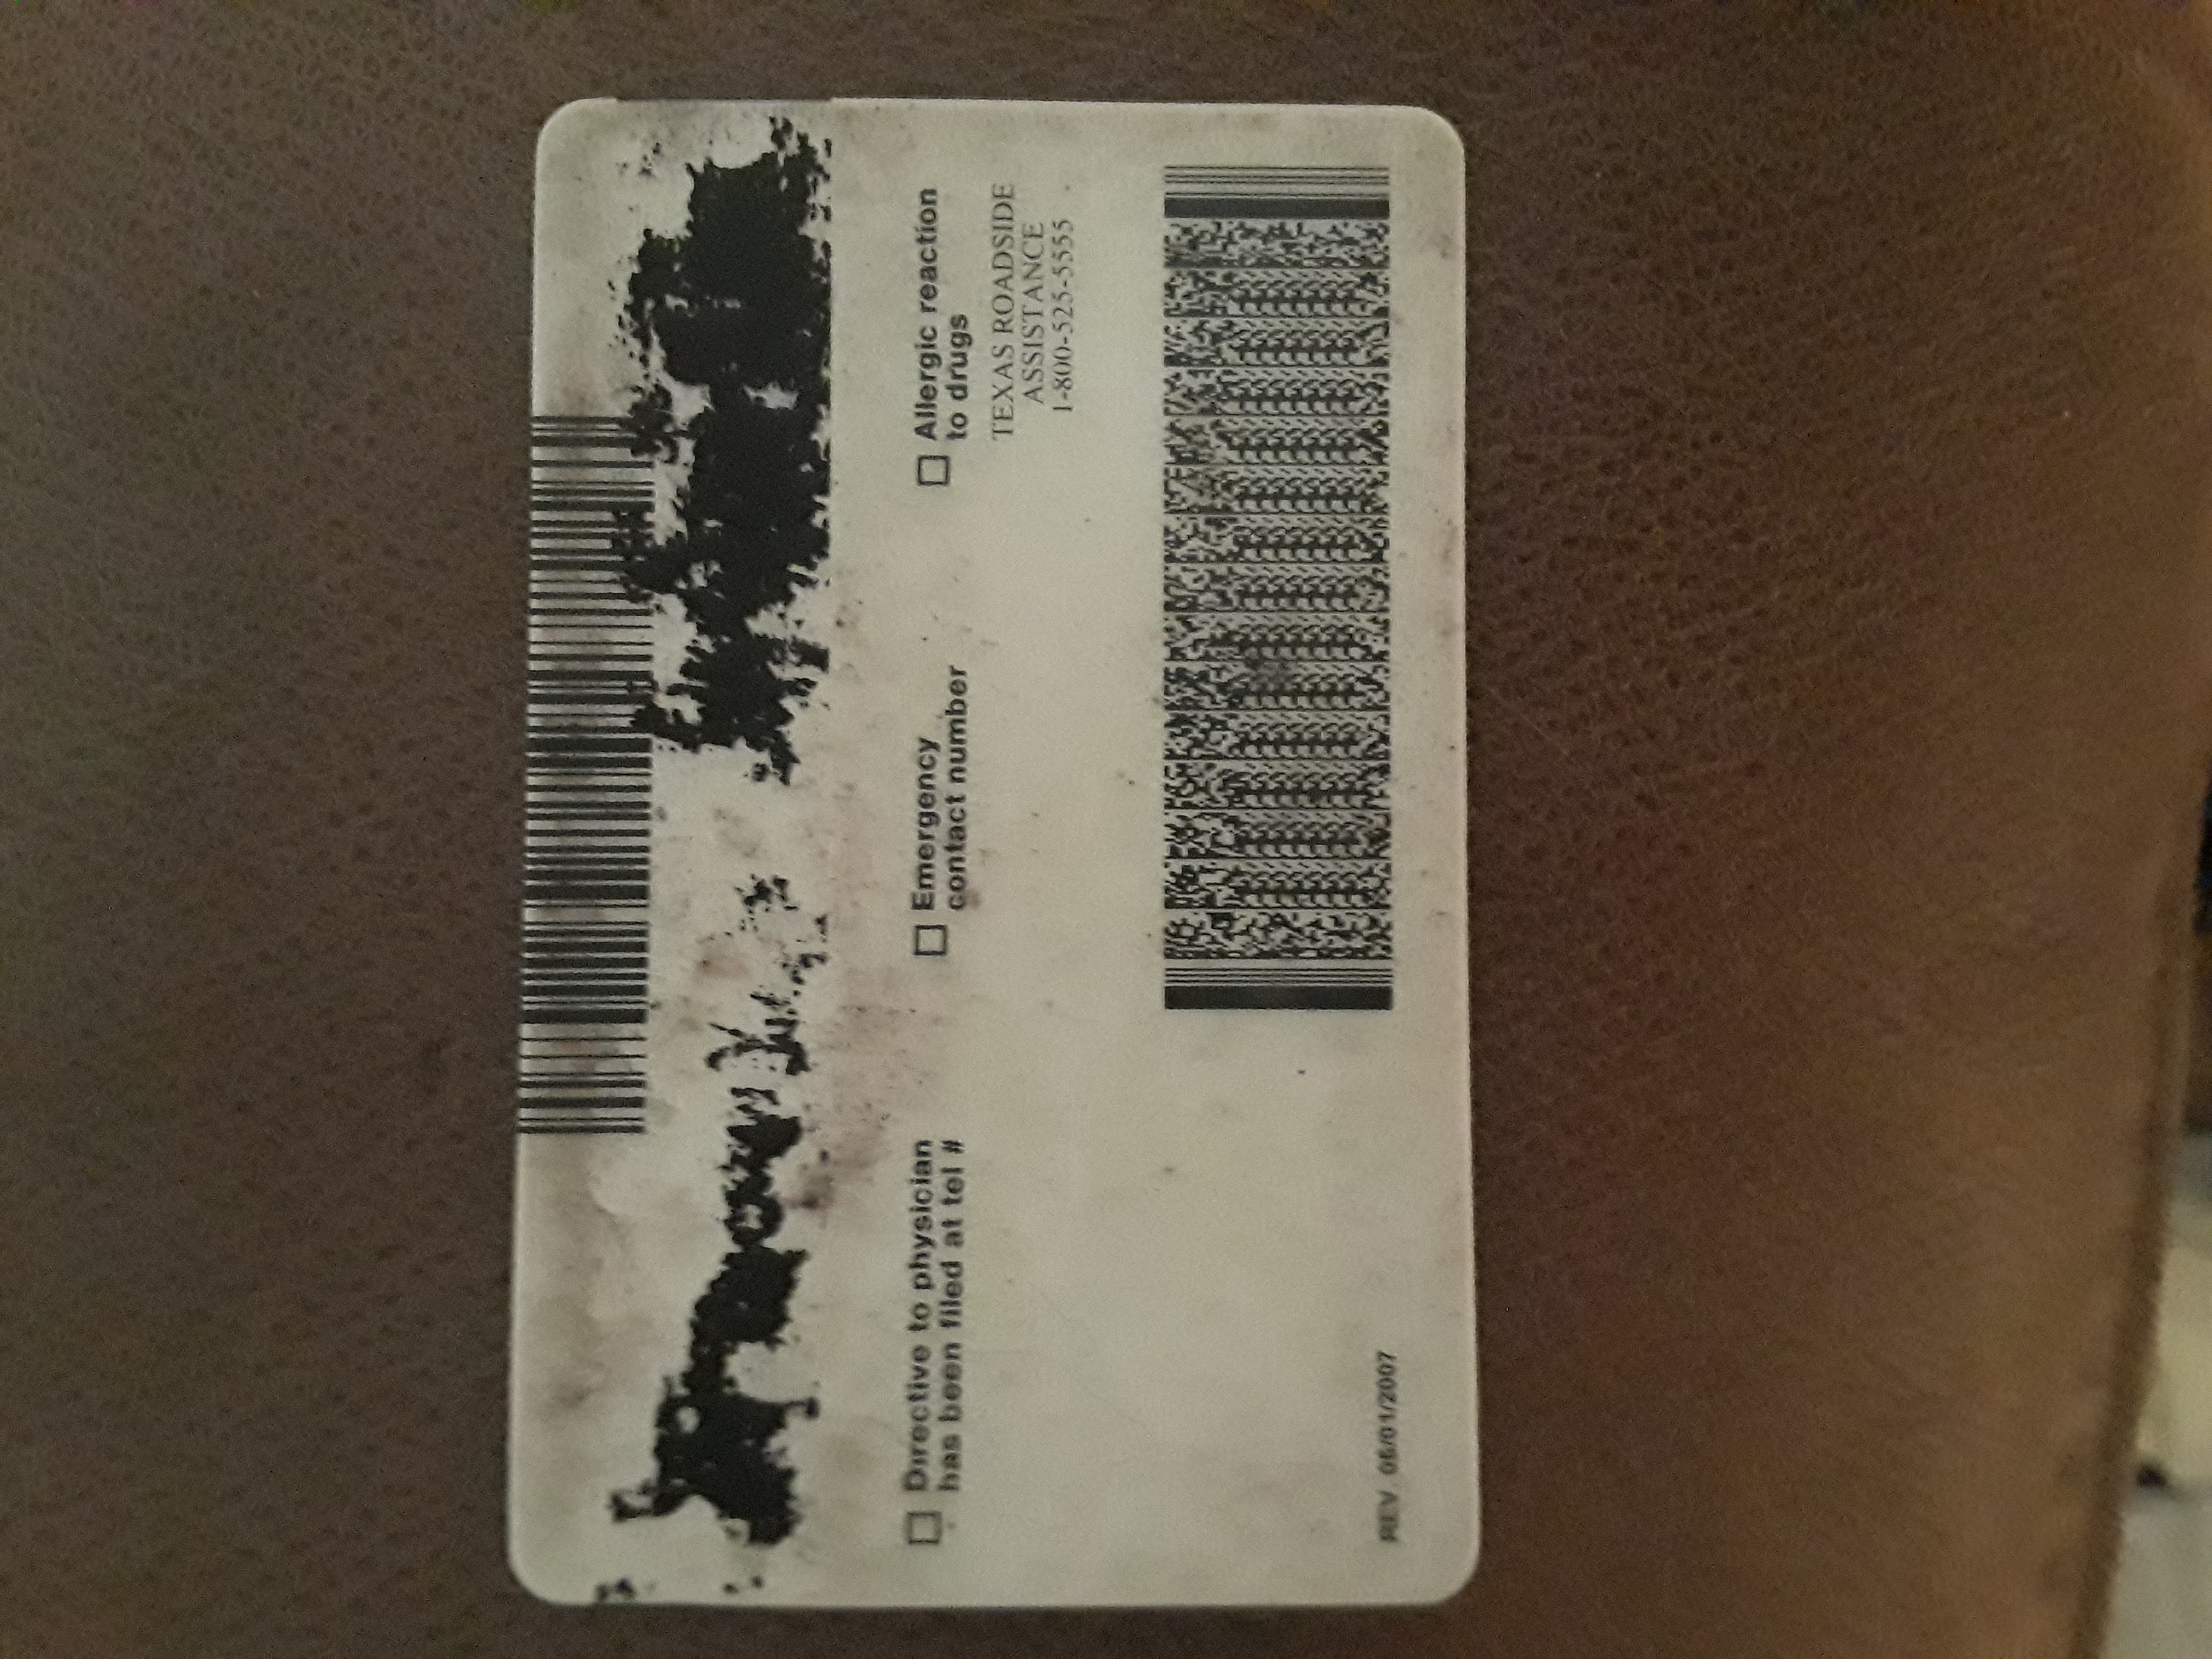 Directive to physician
has been filed at tel #
Emergency
contact number
Allergic reaction
to drugs
TEXAS ROADSIDE
ASSISTANCE
1-800-525-5555
REV. 05/01/2007